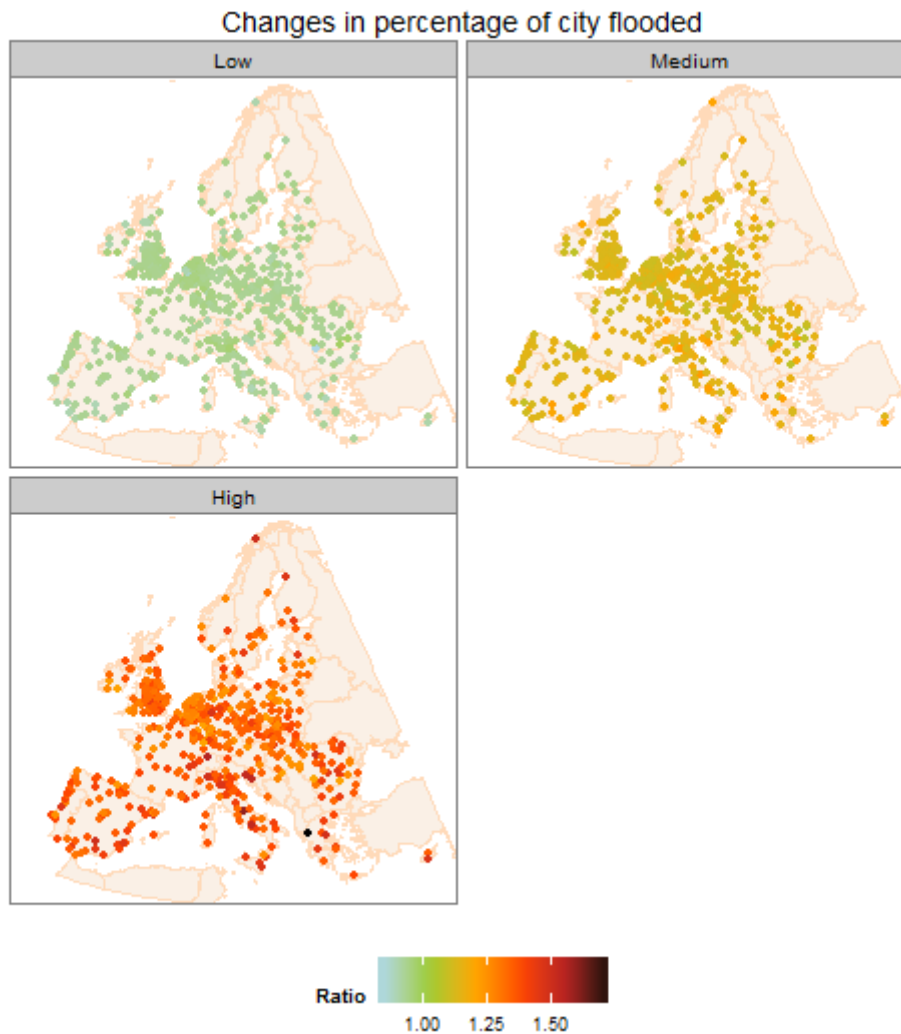 Changes in percentage of city flooded
Low
Medium
High
Ratio
1.00 1.25 1.50